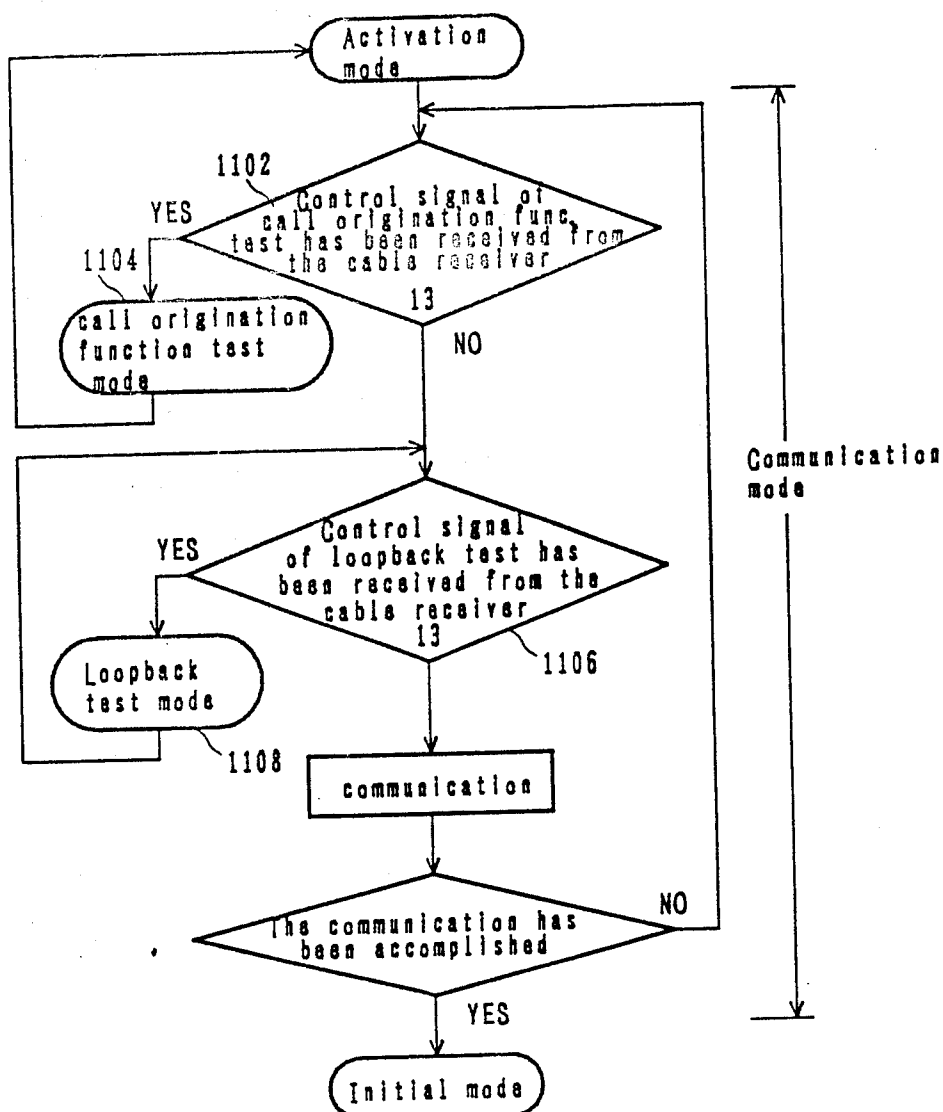 Activation
mode
1102
Control signal of
call origination func.
test has been received from
the cable receiver
13
YES
NO
1104
call origination
function test
mode
Communication
mode
Control signal
of loopback test has
been received from the
cable receiver
13
YES
1106
Loopback
test mode
1108
communication
The communication has
been accomplished
NO
YES
Initial mode